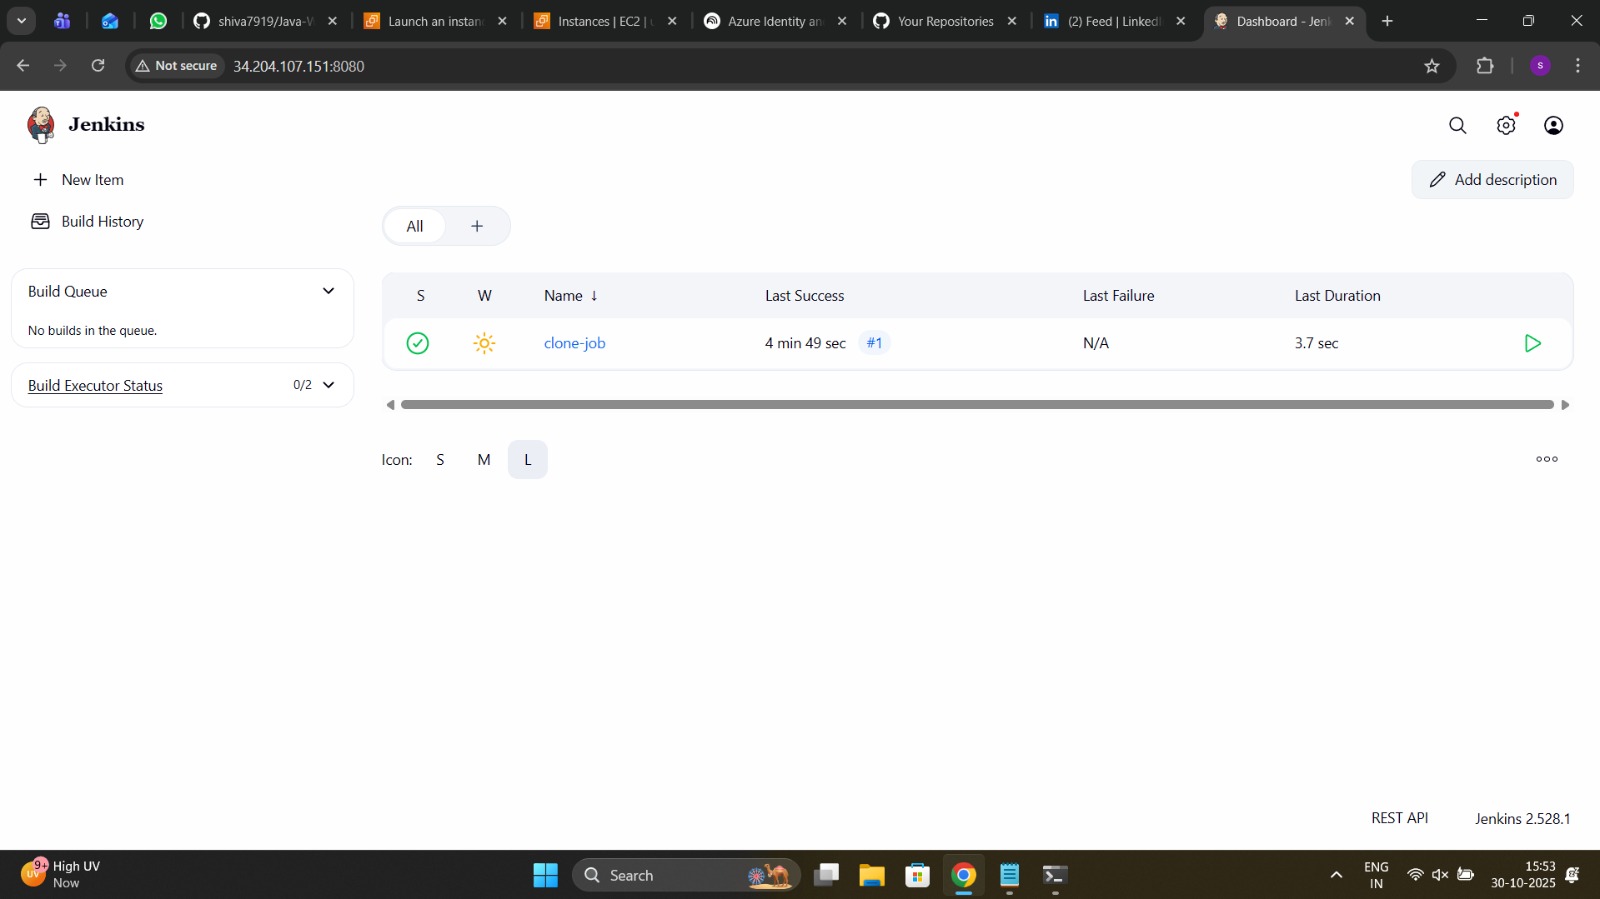 shiva7919/Java-W
Launch an instanc
Instances | EC2 | u
Azure Identity an
Your Repositories
(2) Feed | LinkedI
Dashboard - Jenk
Not secure 34.204.107.151:8080
S
Jenkins
New Item
Add description
Build History
All
Build Queue
No builds in the queue.
S W Name ↓ Last Success Last Failure Last Duration
clone-job 4 min 49 sec #1 N/A 3.7 sec
Build Executor Status 0/2
Icon: S M L
REST API Jenkins 2.528.1
9+
UV
High UV
Now
Search
ENG
IN
15:53
30-10-2025